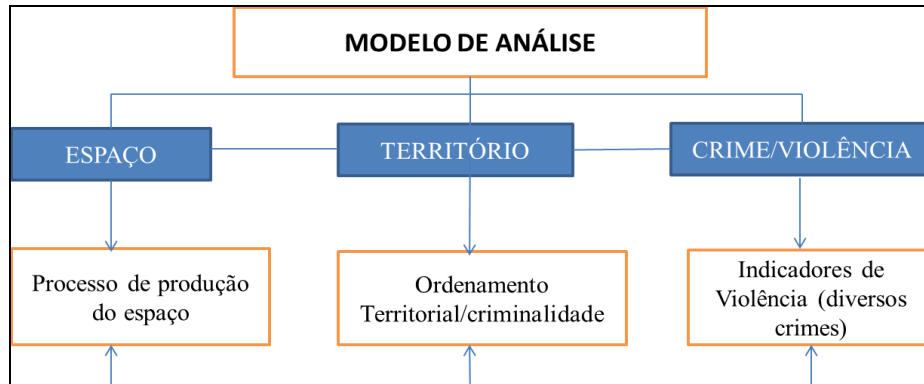 MODELO DE ANÁLISE
ESPAÇO
TERRITÓRIO
CRIME/VIOLÊNCIA
Processo de produção
do espaço
Ordenamento
Territorial/criminalidade
Indicadores de
Violência (diversos
crimes)